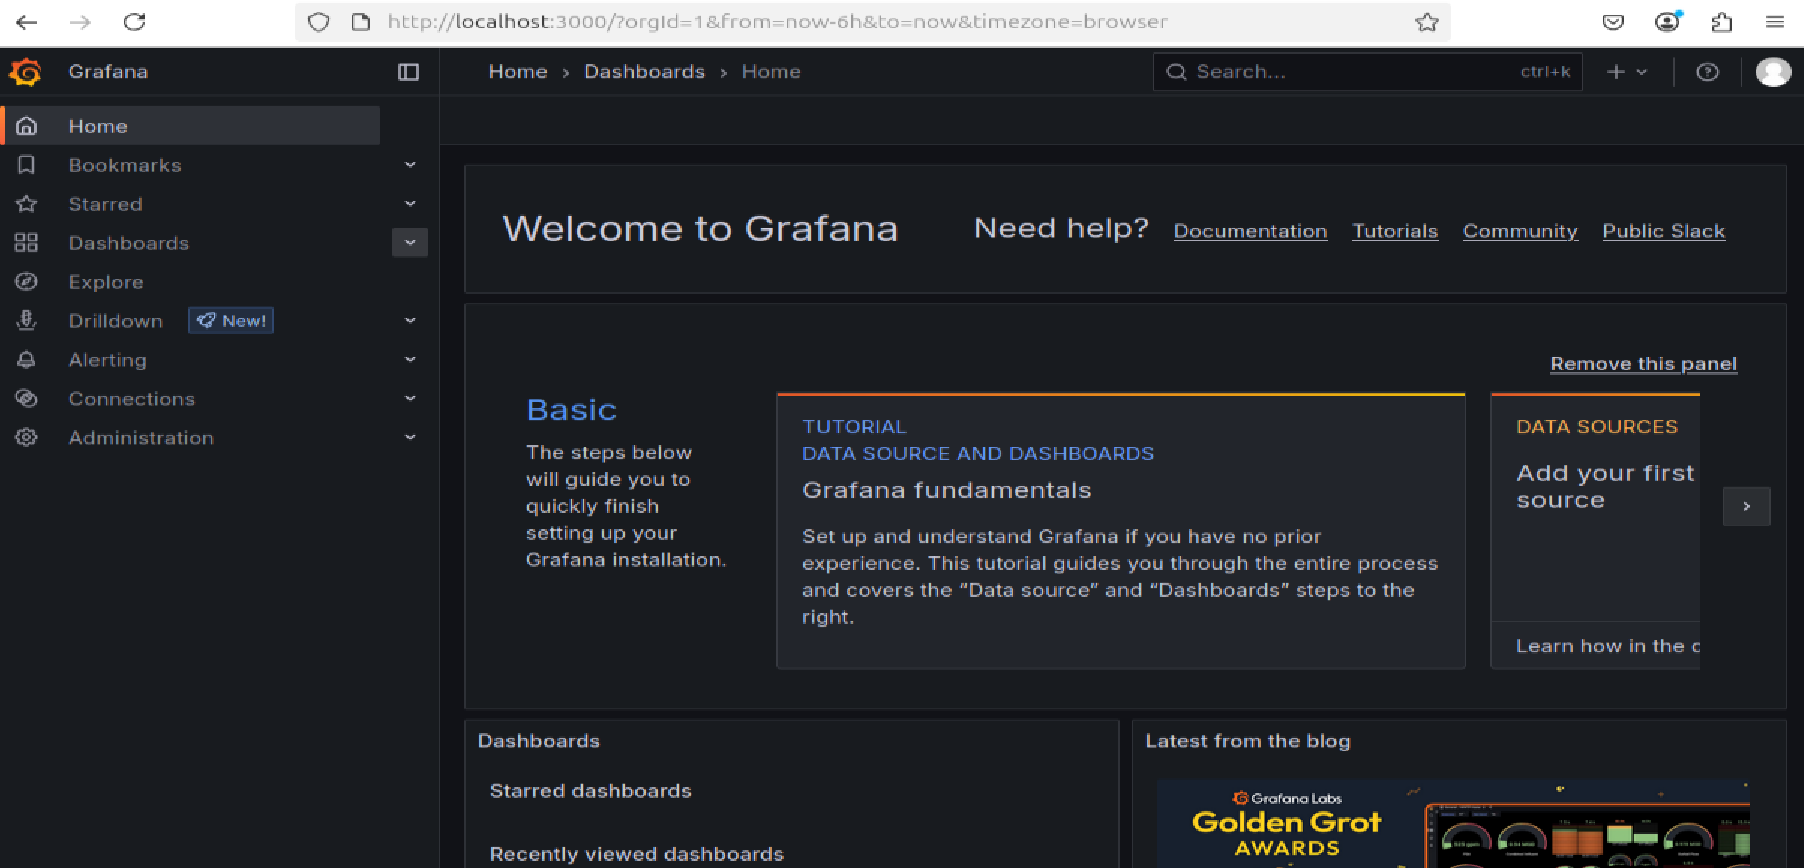 http://localhost:3000/?orgId=1&from=now-6h&to=now&timezone=browser
Grafana
Home › Dashboards › Home
Search...
ctrl+k
Home
Bookmarks
Starred
Dashboards
Explore
Drilldown New!
Alerting
Connections
Administration
Welcome to Grafana
Need help? Documentation Tutorials Community Public Slack
Remove this panel
Basic
The steps below
will guide you to
quickly finish
setting up your
Grafana installation.
TUTORIAL
DATA SOURCE AND DASHBOARDS
Grafana fundamentals
Set up and understand Grafana if you have no prior
experience. This tutorial guides you through the entire process
and covers the “Data source” and “Dashboards” steps to the
right.
DATA SOURCES
Add your first
source
Learn how in the
Dashboards
Starred dashboards
Recently viewed dashboards
Latest from the blog
Grafana Labs
Golden Grot
AWARDS